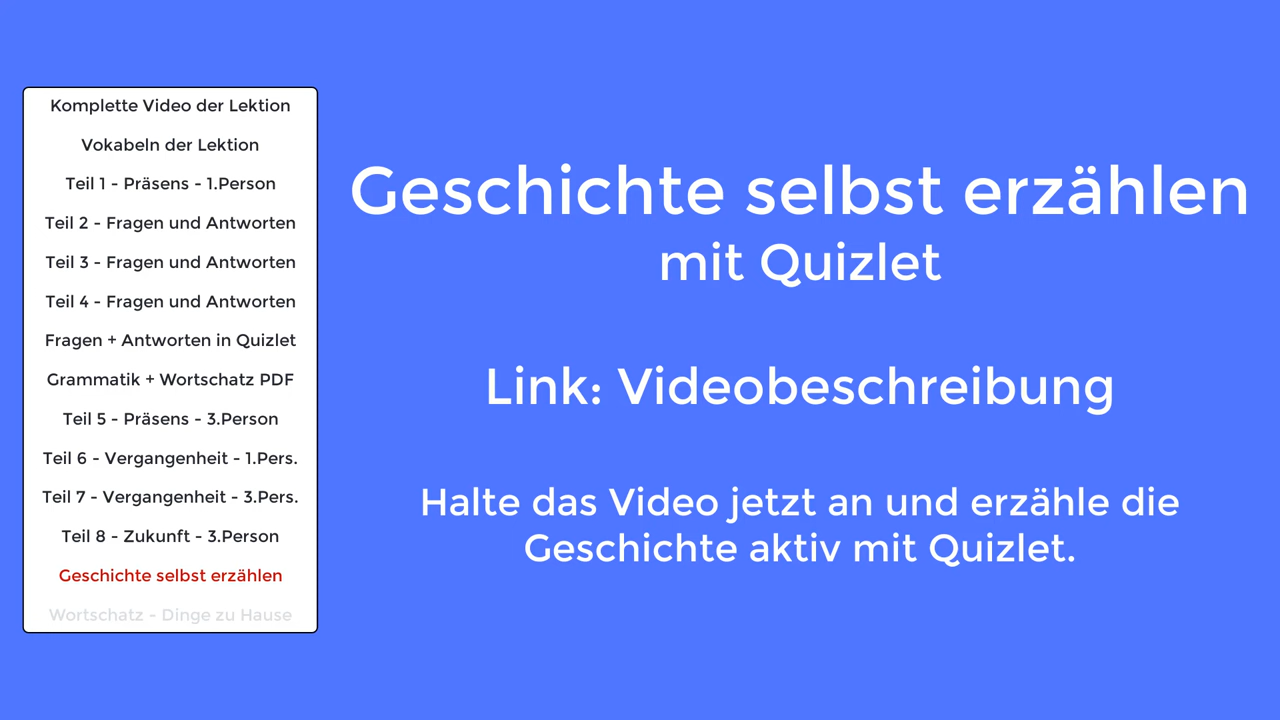 Komplette Video der Lektion
Vokabeln der Lektion
Teil 1 - Präsens - 1.Person
Teil 2 - Fragen und Antworten
Teil 3 - Fragen und Antworten
Teil 4 - Fragen und Antworten
Fragen + Antworten in Quizlet
Grammatik + Wortschatz PDF
Teil 5 - Präsens - 3.Person
Teil 6 - Vergangenheit - 1.Pers.
Teil 7 - Vergangenheit - 3.Pers.
Teil 8 - Zukunft - 3.Person
Geschichte selbst erzählen
Wortschatz - Dinge zu Hause
Geschichte selbst erzählen
mit Quizlet
Link: Videobeschreibung
Halte das Video jetzt an und erzähle die
Geschichte aktiv mit Quizlet.